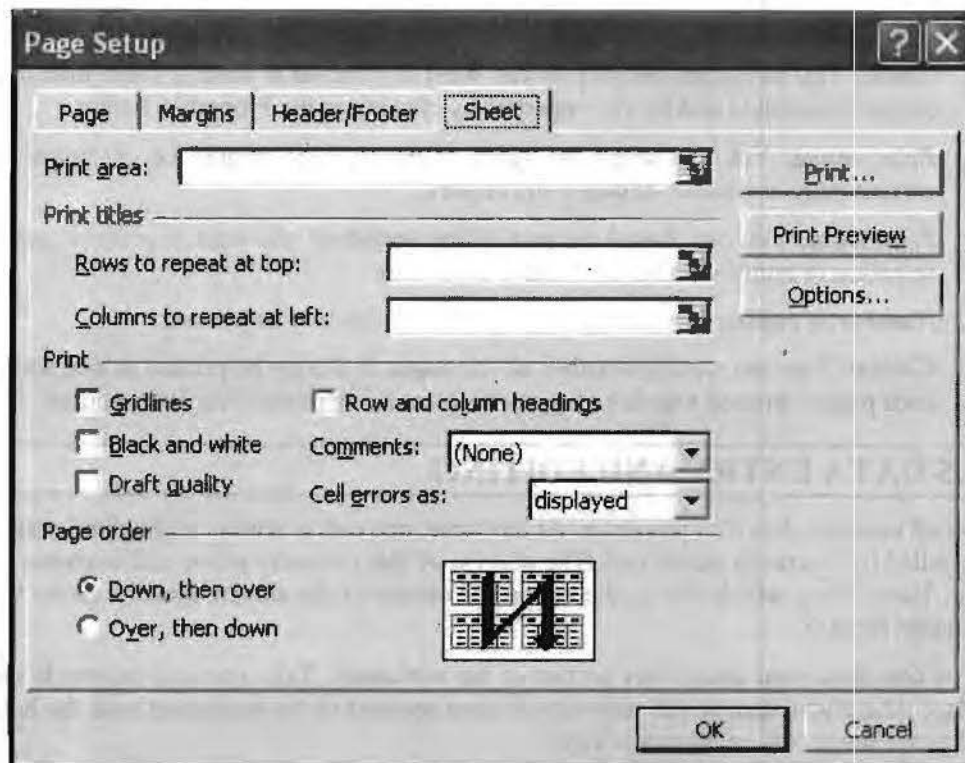 Page Setup
Page Margins Header/Footer Sheet
Print area:
Print...
Print titles
Print Preview
Rows to repeat at top:
Options...
Columns to repeat at left:
Print
Gridlines Row and column headings
Black and white Comments: (None)
Draft quality Cell errors as: displayed
Page order
Down, then over
Over, then down
OK Cancel